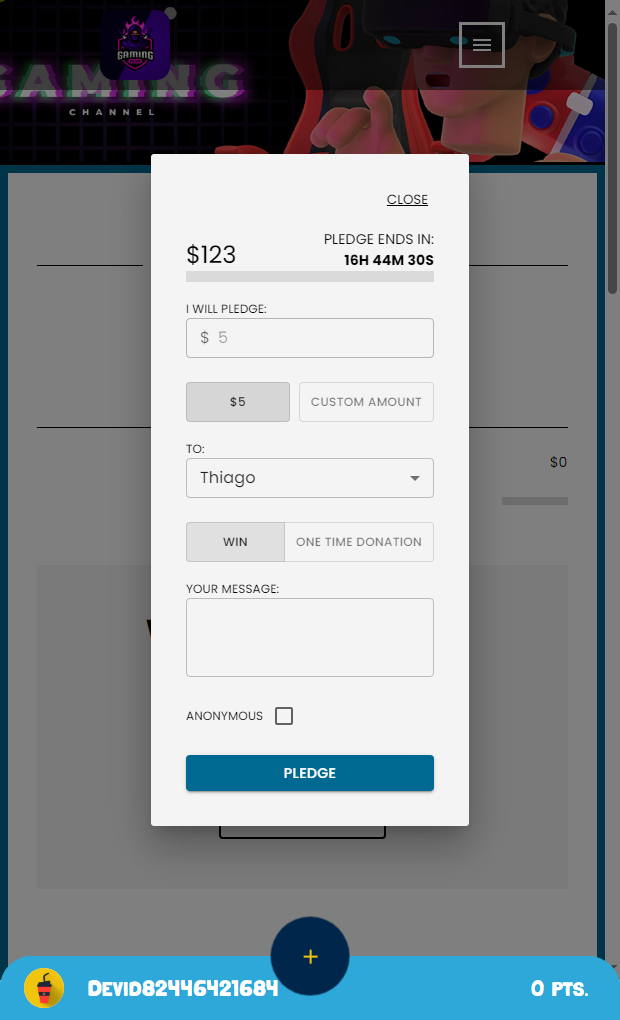 GAMING
GAMING
CHANNEL
CLOSE
$123
PLEDGE ENDS IN:
16H 44M 30S
I WILL PLEDGE:
$ 5
$5
CUSTOM AMOUNT
TO:
Thiago
$0
WIN
ONE TIME DONATION
YOUR MESSAGE:
ANONYMOUS
PLEDGE
+
Devid82446421684
0 PTS.